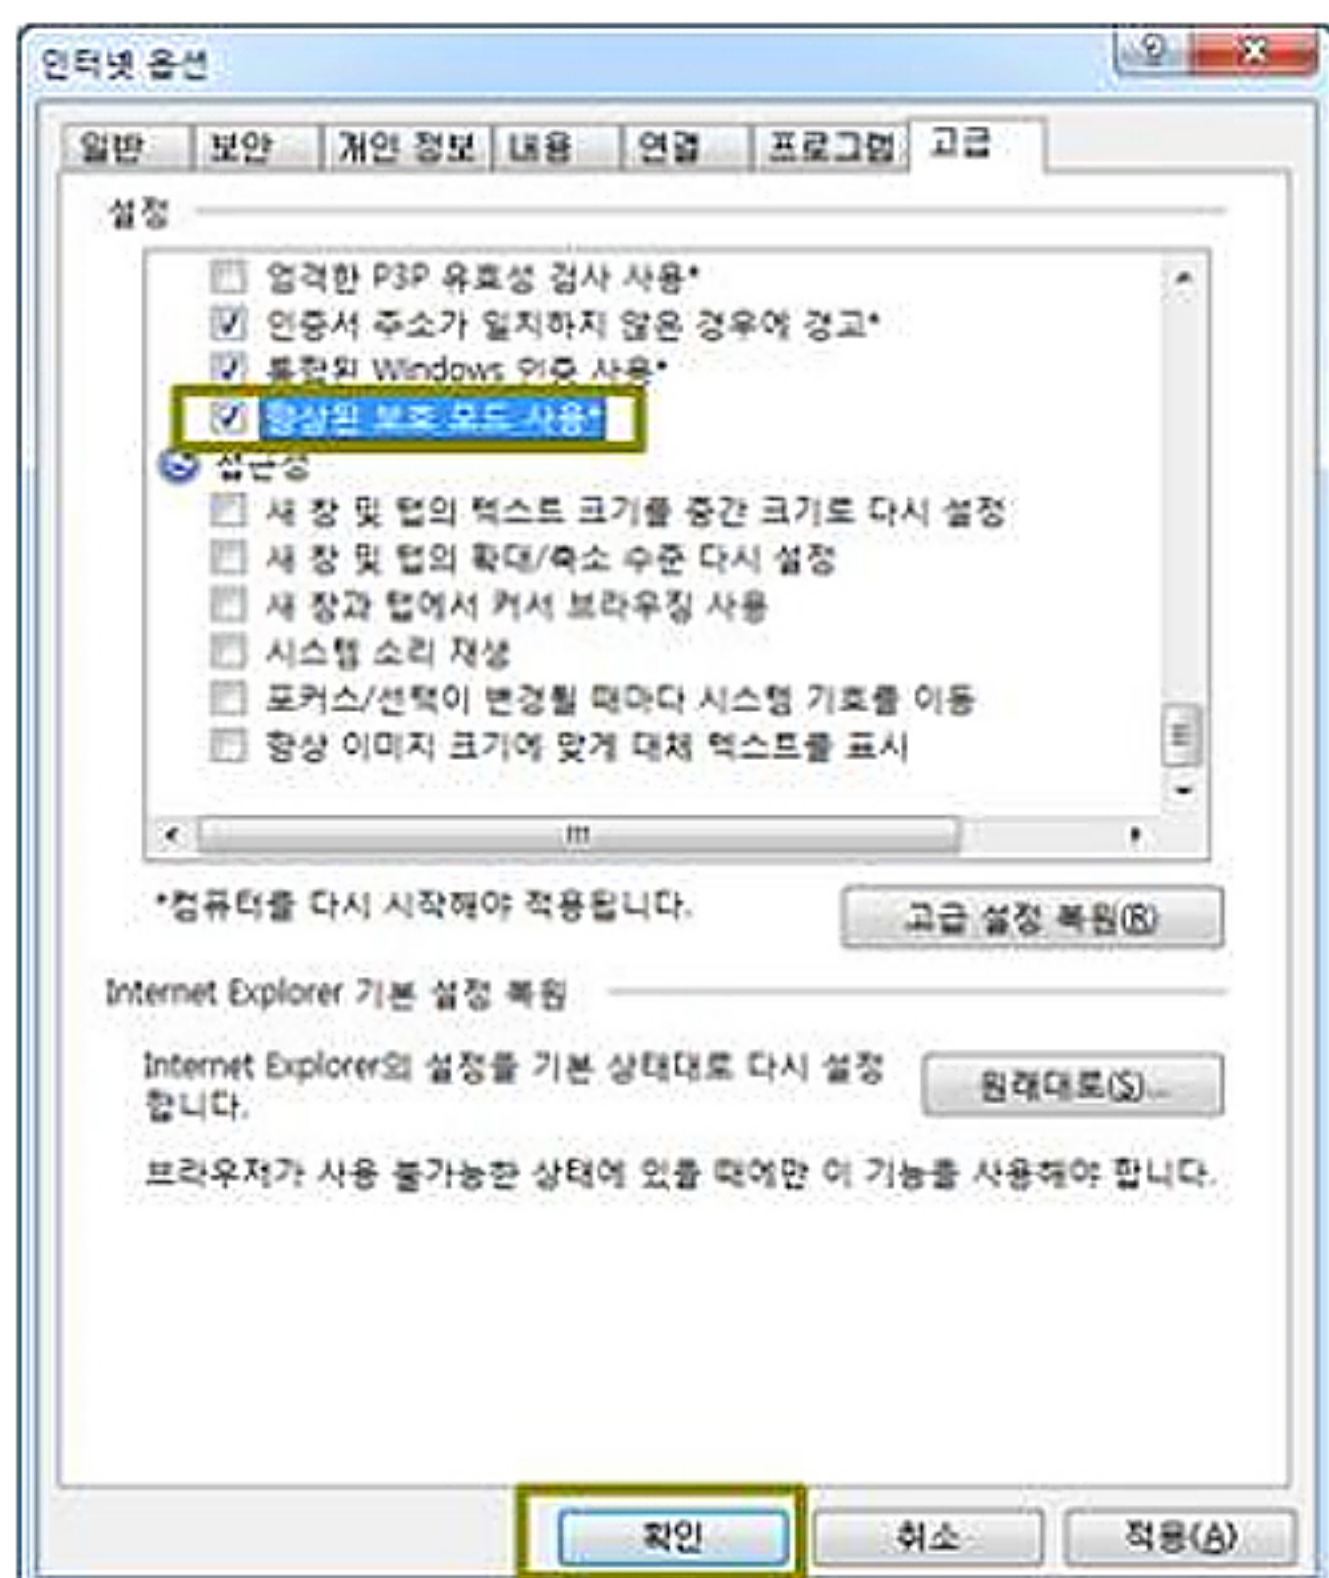 인터넷 옵션
일반 보안 개인 정보 내용 연결 프로그램 고급
설정
엄격한 P3P 유효성 검사 사용*
인증서 주소가 일치하지 않은 경우에 경고*
통합된 Windows 인증 사용*
향상된 보호 모드 사용*
접근성
새 창 및 탭의 텍스트 크기를 중간 크기로 다시 설정
새 창 및 탭의 확대/축소 수준 다시 설정
새 창과 탭에서 커서 브라우징 사용
시스템 소리 재생
포커스/선택이 변경될 때마다 시스템 기호를 이동
항상 이미지 크기에 맞게 대체 텍스트를 표시
*컴퓨터를 다시 시작해야 적용됩니다.
고급 설정 복원(R)
Internet Explorer 기본 설정 복원
Internet Explorer의 설정을 기본 상태대로 다시 설정
합니다.
원래대로(S)...
브라우저가 사용 불가능한 상태에 있을 때에만 이 기능을 사용해야 합니다.
확인 취소 적용(A)